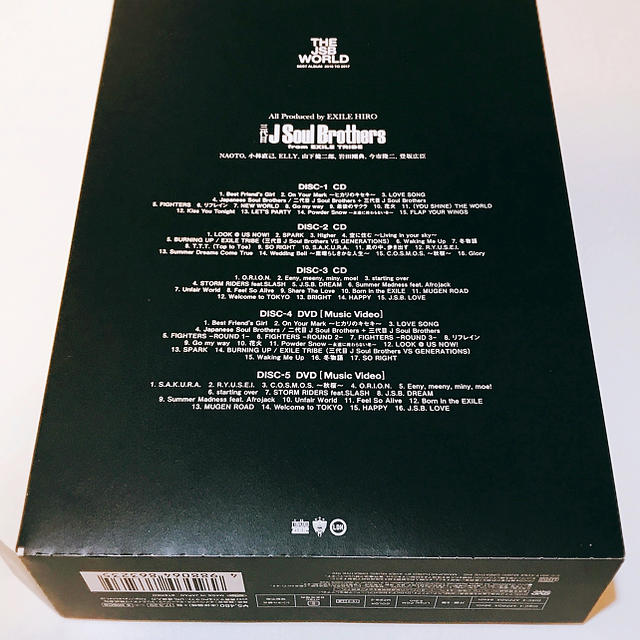 THE
JSB
WORLD
BEST ALBUM 2010 TO 2017
All Produced by EXILE HIRO
三代目 J Soul Brothers
from EXILE TRIBE
NAOTO, 小林直己, ELLY, 山下健二郎, 岩田剛典, 今市隆二, 登坂広臣
DISC-1 CD
1. Best Friend's Girl 2. On Your Mark 〜ヒカリのキセキ〜 3. LOVE SONG
4. Japanese Soul Brothers / 二代目 J Soul Brothers + 三代目 J Soul Brothers
5. FIGHTERS 6. リフレイン 7. NEW WORLD 8. Go my way 9. 最後のサクラ 10. 花火 11. (YOU SHINE) THE WORLD
12. Kiss You Tonight 13. LET'S PARTY 14. Powder Snow 〜永遠に終わらない冬〜 15. FLAP YOUR WINGS
DISC-2 CD
1. LOOK @ US NOW! 2. SPARK 3. Higher 4. 空に住む 〜Living in your sky〜
5. BURNING UP / EXILE TRIBE (三代目 J Soul Brothers VS GENERATIONS) 6. Waking Me Up 7. 冬物語
8. T.T.T. (Top to Toe) 9. SO RIGHT 10. S.A.K.U.R.A. 11. 風の中、歩き出す 12. R.Y.U.S.E.I.
13. Summer Dreams Come True 14. Wedding Bell 〜素晴らしきかな人生〜 15. C.O.S.M.O.S. 〜秋桜〜 16. Glory
DISC-3 CD
1. O.R.I.O.N. 2. Eeny, meeny, miny, moe! 3. starting over
4. STORM RIDERS feat.SLASH 5. J.S.B. DREAM 6. Summer Madness feat. Afrojack
7. Unfair World 8. Feel So Alive 9. Share The Love 10. Born in the EXILE 11. MUGEN ROAD
12. Welcome to TOKYO 13. BRIGHT 14. HAPPY 15. J.S.B. LOVE
DISC-4 DVD [Music Video]
1. Best Friend's Girl 2. On Your Mark 〜ヒカリのキセキ〜 3. LOVE SONG
4. Japanese Soul Brothers / 二代目 J Soul Brothers + 三代目 J Soul Brothers
5. FIGHTERS -ROUND 1- 6. FIGHTERS -ROUND 2- 7. FIGHTERS -ROUND 3- 8. リフレイン
9. Go my way 10. 花火 11. Powder Snow 〜永遠に終わらない冬〜 12. LOOK @ US NOW!
13. SPARK 14. BURNING UP / EXILE TRIBE (三代目 J Soul Brothers VS GENERATIONS)
15. Waking Me Up 16. 冬物語 17. SO RIGHT
DISC-5 DVD [Music Video]
1. S.A.K.U.R.A. 2. R.Y.U.S.E.I. 3. C.O.S.M.O.S. 〜秋桜〜 4. O.R.I.O.N. 5. Eeny, meeny, miny, moe!
6. starting over 7. STORM RIDERS feat.SLASH 8. J.S.B. DREAM
9. Summer Madness feat. Afrojack 10. Unfair World 11. Feel So Alive 12. Born in the EXILE
13. MUGEN ROAD 14. Welcome to TOKYO 15. HAPPY 16. J.S.B. LOVE
LDH
4 988064 863273
¥5,480